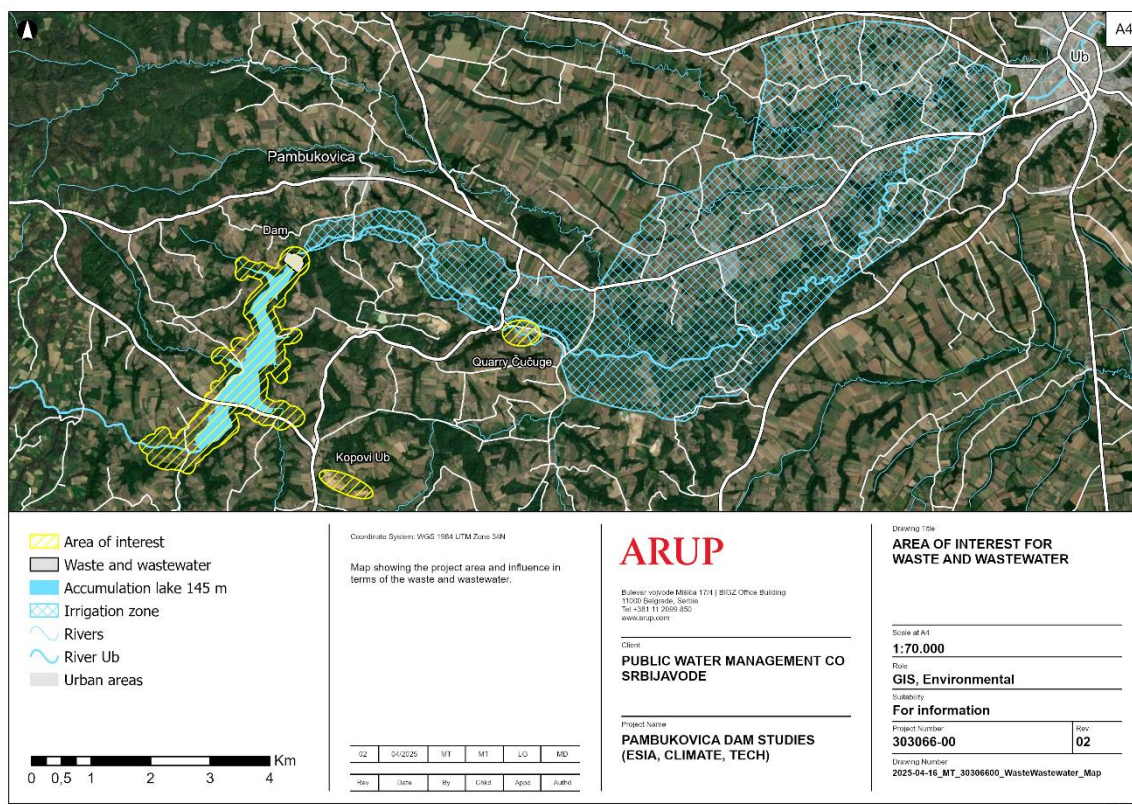 A4
Ub
Pambukovica
Dam
Quarry Čučuge
Kopovi Ub
Area of interest
Waste and wastewater
Accumulation lake 145 m
Irrigation zone
Rivers
River Ub
Urban areas
0 0,5 1 2 3 4 Km
Coordinate System: WGS 1984 UTM Zone 34N
Map showing the project area and influence in
terms of the waste and wastewater.
02 04/2025 MT MT LG MD
Rev Date By Chkd Appd Authd
ARUP
Bulevar vojvode Mišića 17/4 | BIGZ Office Building
11000 Belgrade, Serbia
Tel +381 11 2099 850
www.arup.com
Client
PUBLIC WATER MANAGEMENT CO
SRBIJAVODE
Project Name
PAMBUKOVICA DAM STUDIES
(ESIA, CLIMATE, TECH)
Drawing Title
AREA OF INTEREST FOR
WASTE AND WASTEWATER
Scale at A4
1:70.000
Role
GIS, Environmental
Suitability
For information
Project Number Rev
303066-00 02
Drawing Number
2025-04-16_MT_30306600_WasteWastewater_Map